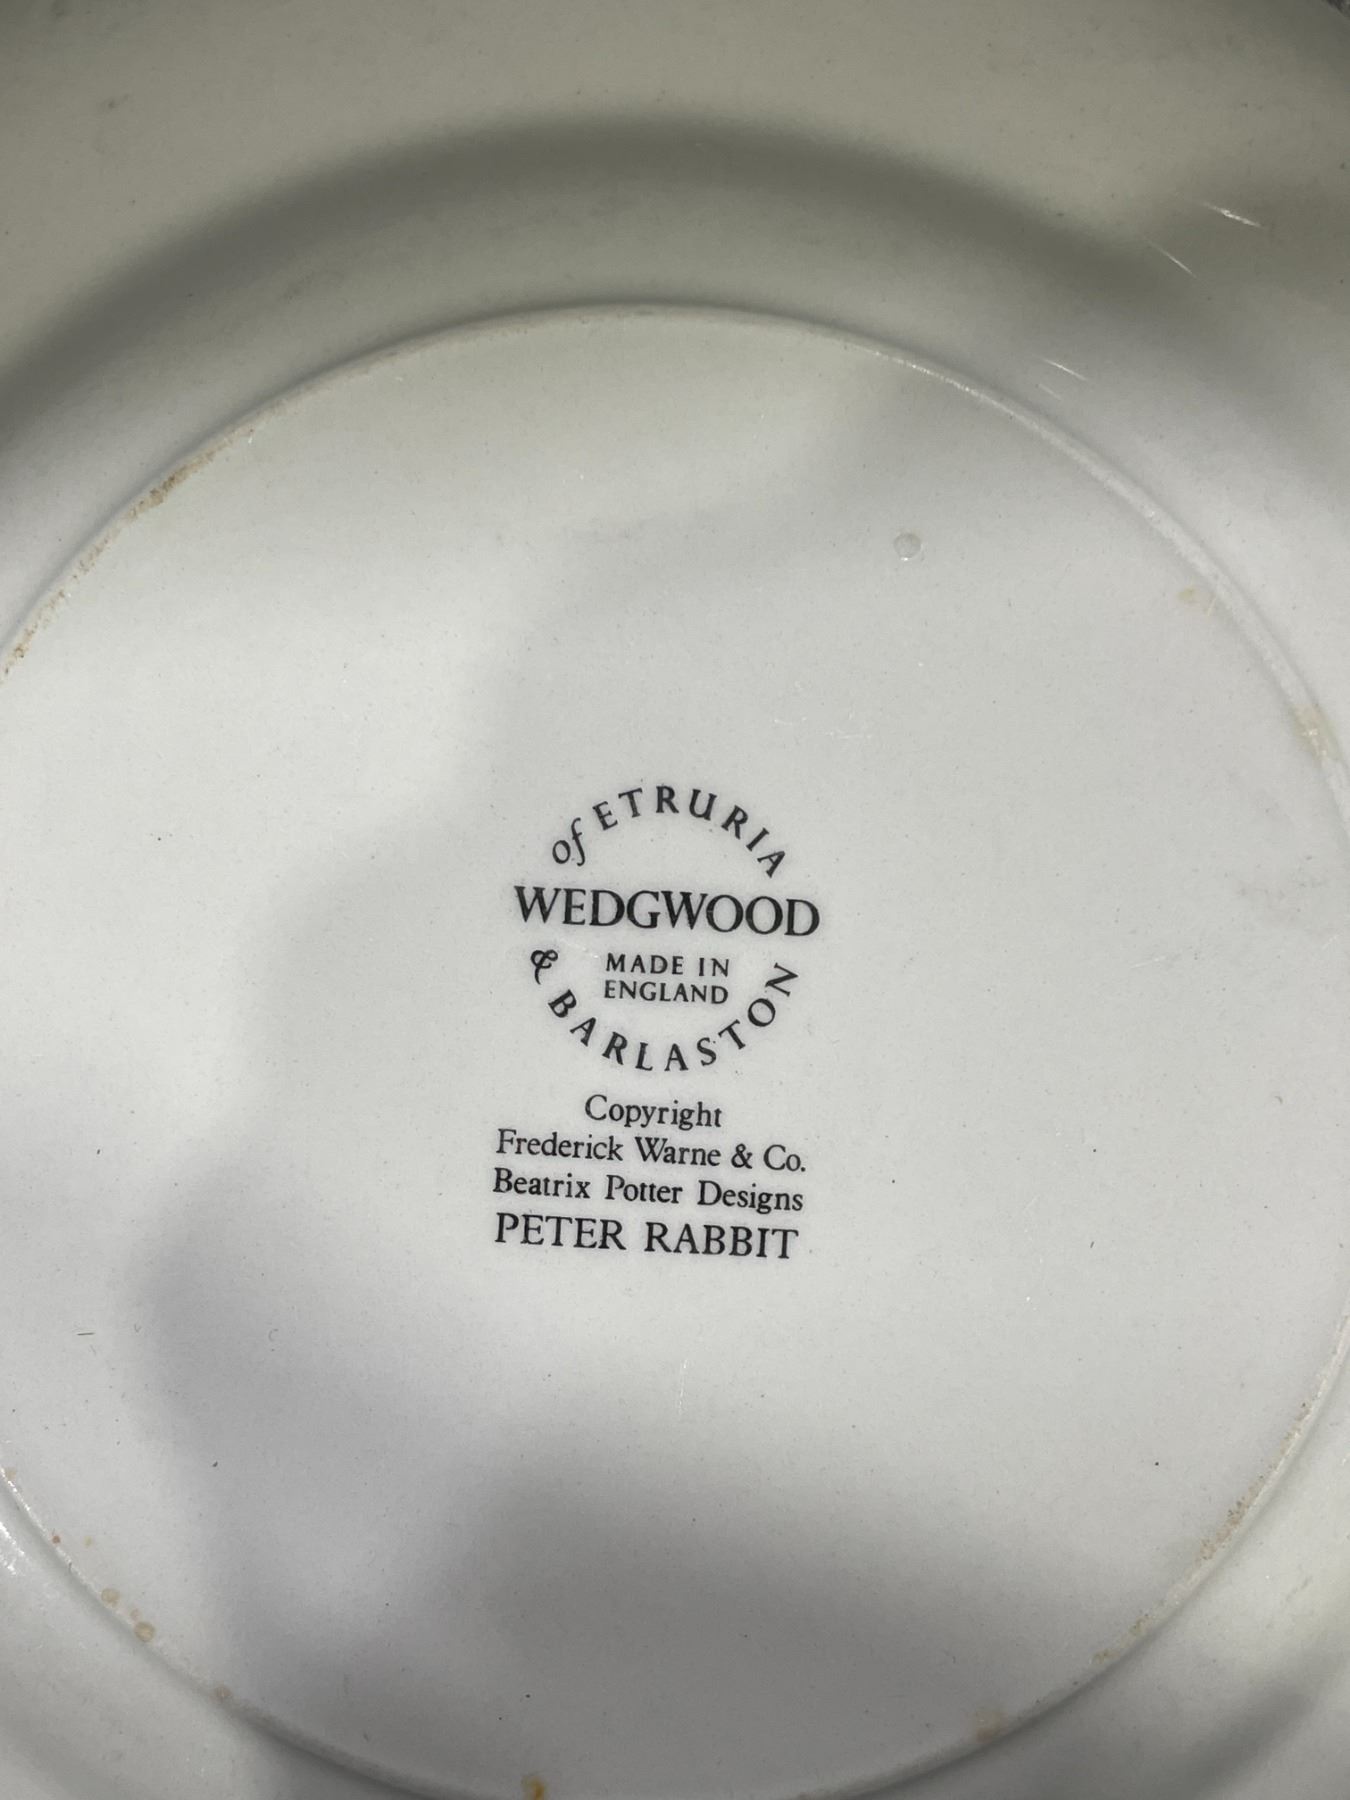 of ETRURIA
WEDGWOOD
MADE IN
ENGLAND
& BARLASTON
Copyright
Frederick Warne & Co.
Beatrix Potter Designs
PETER RABBIT